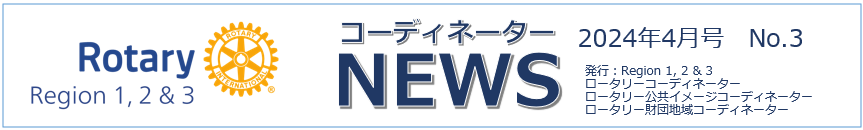 Rotary
Region 1, 2 & 3
ROTARY
INTERNATIONAL
コーディネーター
NEWS
2024年4月号 No.3
発行：Region 1, 2 & 3
ロータリーコーディネーター
ロータリー公共イメージコーディネーター
ロータリー財団地域コーディネーター